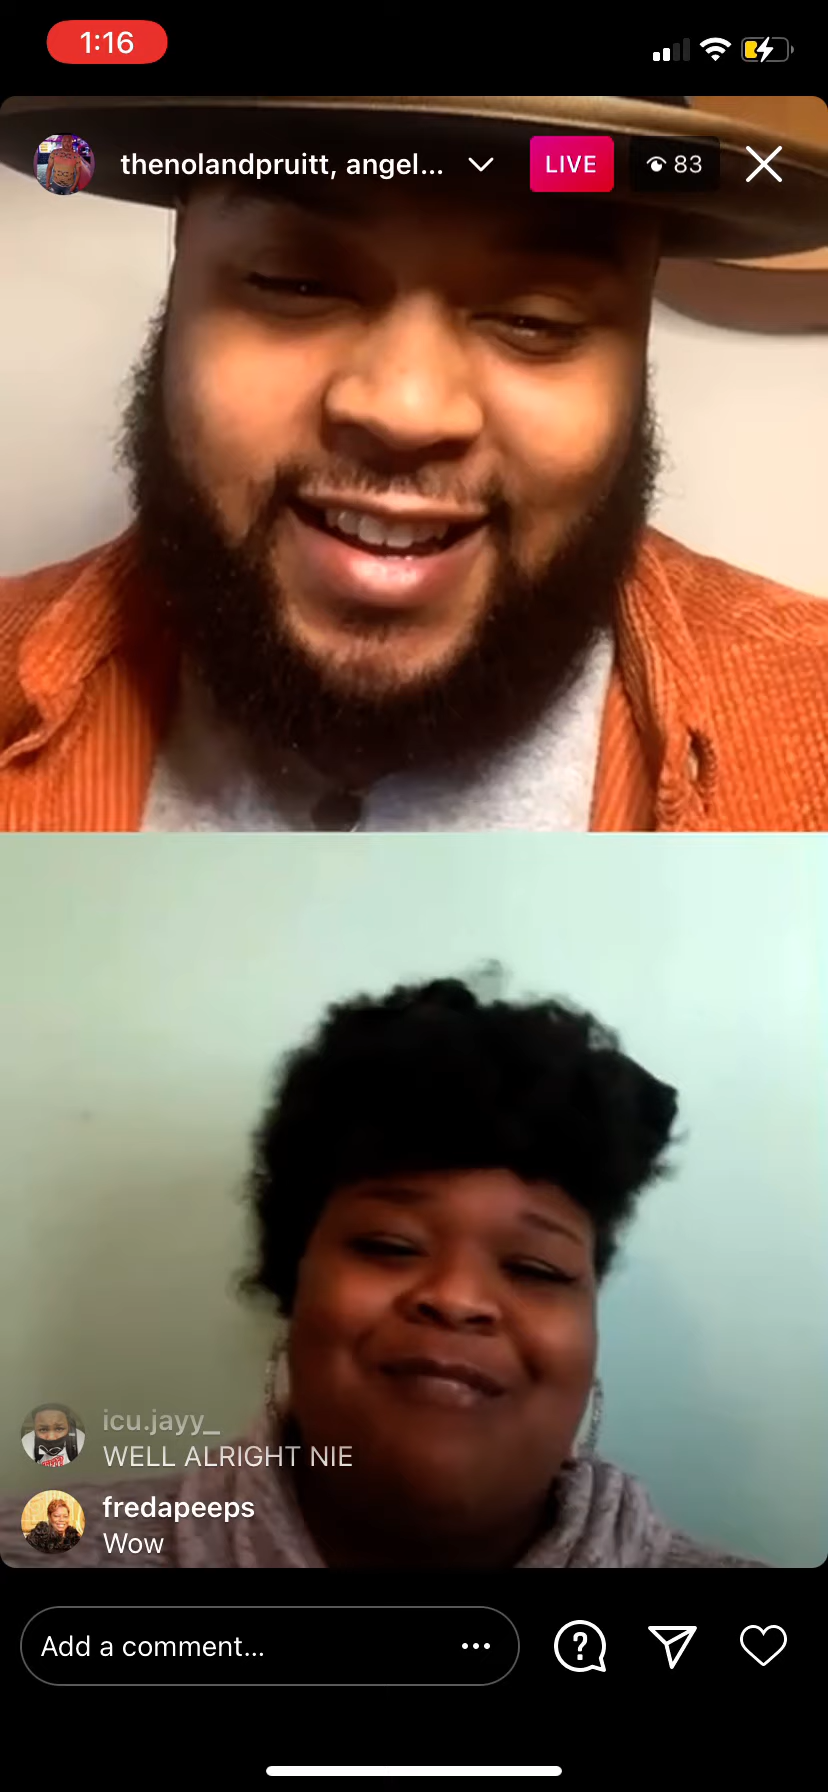 1:16
thenolandpruitt, angel...
LIVE
83
icu.jayy_
WELL ALRIGHT NIE
fredapeeps
Wow
Add a comment...